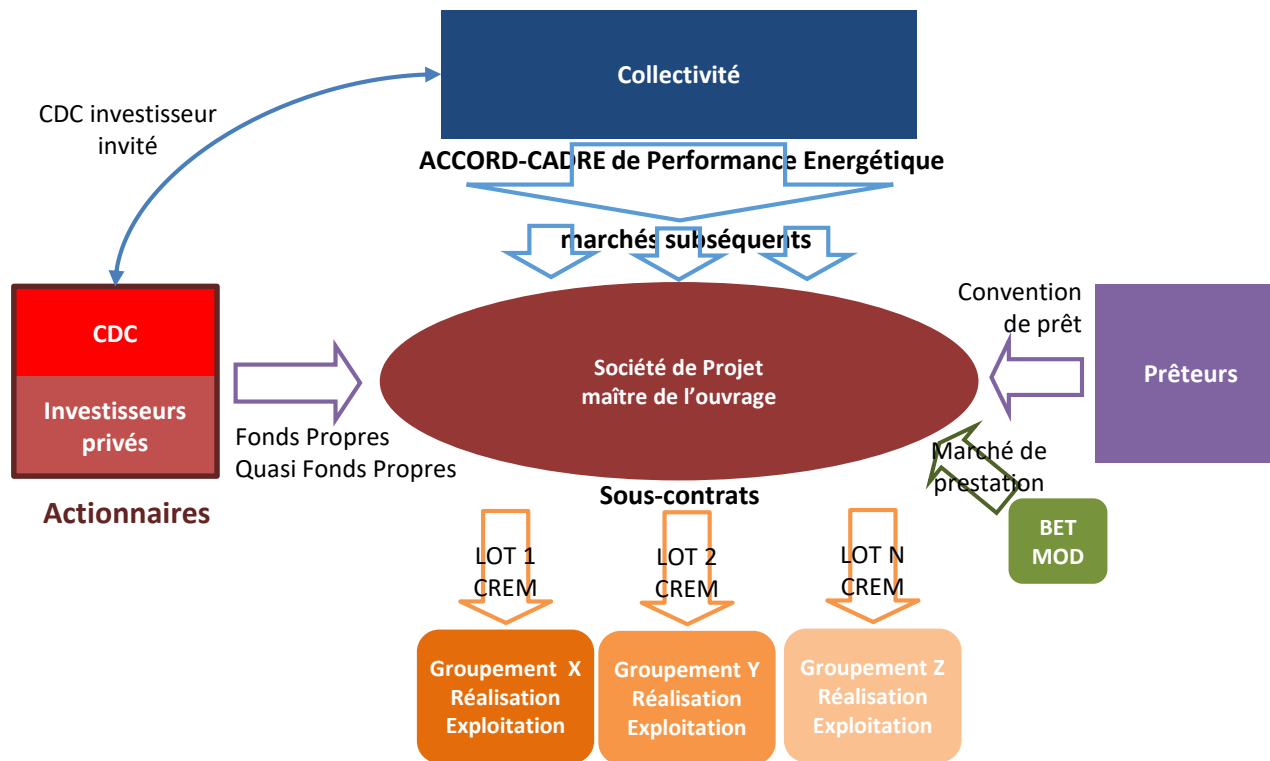 Collectivité
CDC investisseur
invité
ACCORD-CADRE de Performance Energétique
marchés subséquents
CDC
Investisseurs
privés
Actionnaires
Fonds Propres
Quasi Fonds Propres
Société de Projet
maître de l’ouvrage
Convention
de prêt
Prêteurs
Marché de
prestation
BET
MOD
Sous-contrats
LOT 1
CREM
LOT 2
CREM
LOT N
CREM
Groupement X
Réalisation
Exploitation
Groupement Y
Réalisation
Exploitation
Groupement Z
Réalisation
Exploitation